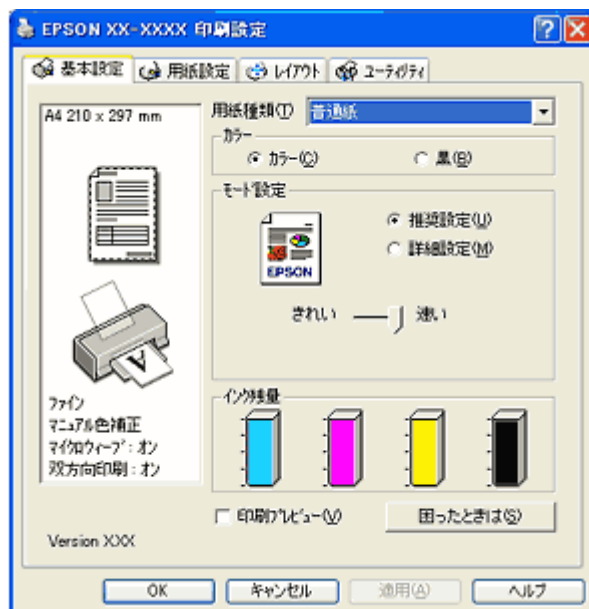 EPSON XX-XXXX 印刷設定
基本設定 用紙設定 レイアウト ユーティリティ
A4 210 x 297 mm
用紙種類(T) 普通紙
カラー
カラー(C) 黒(B)
モード設定
推奨設定(U)
詳細設定(M)
EPSON
きれい 速い
A
ファイン
マニュアル色補正
マイクロウィーブ：オン
双方向印刷：オン
インク残量
印刷プレビュー(V) 困ったときは(S)
Version XXX
OK キャンセル 適用(A) ヘルプ